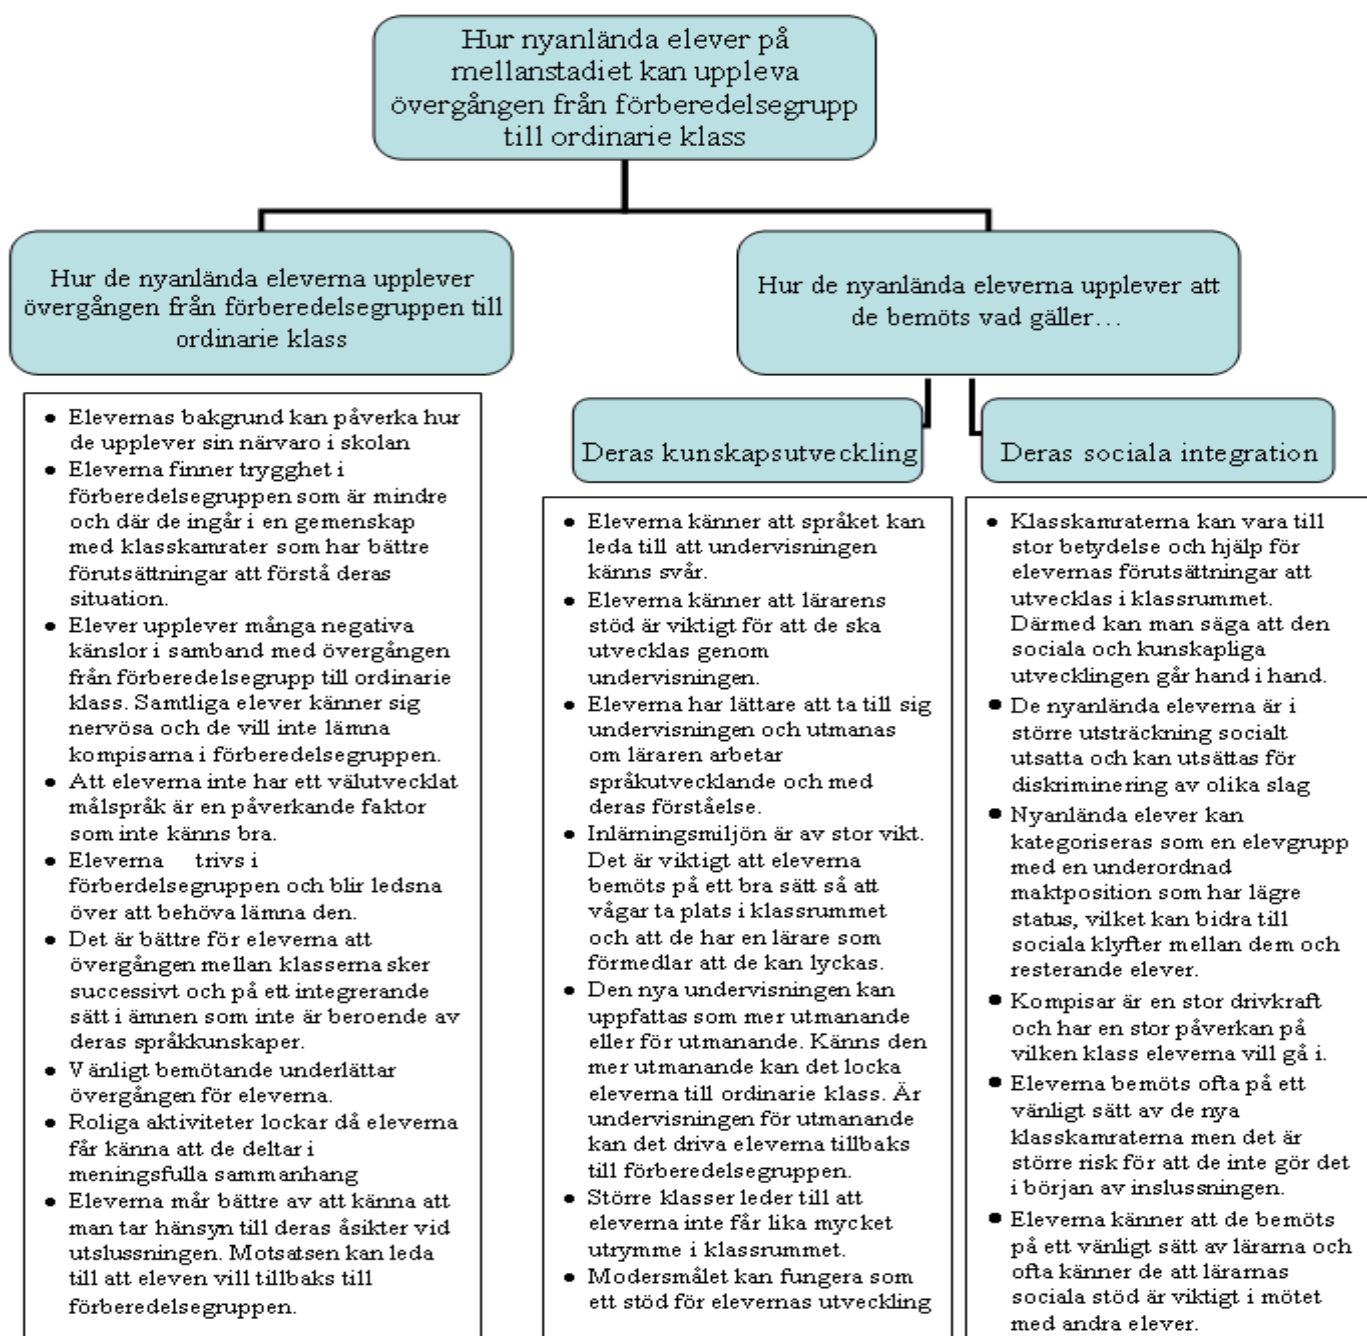 Hur nyanlända elever på
mellanstadiet kan uppleva
övergången från förberedelsegrupp
till ordinarie klass
Hur de nyanlända eleverna upplever
övergången från förberedelsegruppen till
ordinarie klass
Hur de nyanlända eleverna upplever att
de bemöts vad gäller…
• Elevernas bakgrund kan påverka hur
de upplever sin närvaro i skolan
• Eleverna finner trygghet i
förberedelsegruppen som är mindre
och där de ingår i en gemenskap
med klasskamrater som har bättre
förutsättningar att förstå deras
situation.
• Elever upplever många negativa
känslor i samband med övergången
från förberedelsegrupp till ordinarie
klass. Samtliga elever känner sig
nervösa och de vill inte lämna
kompisarna i förberedelsegruppen.
• Att eleverna inte har ett välutvecklat
målspråk är en påverkande faktor
som inte känns bra.
• Eleverna trivs i
förberdelsegruppen och blir ledsna
över att behöva lämna den.
• Det är bättre för eleverna att
övergången mellan klasserna sker
successivt och på ett integrerande
sätt i ämnen som inte är beroende av
deras språkkunskaper.
• Vänligt bemötande underlättar
övergången för eleverna.
• Roliga aktiviteter lockar då eleverna
får känna att de deltar i
meningsfulla sammanhang
• Eleverna mår bättre av att känna att
man tar hänsyn till deras åsikter vid
utslussningen. Motsatsen kan leda
till att eleven vill tillbaks till
förberedelsegruppen.
Deras kunskapsutveckling
• Eleverna känner att språket kan
leda till att undervisningen
känns svår.
• Eleverna känner att lärarens
stöd är viktigt för att de ska
utvecklas genom
undervisningen.
• Eleverna har lättare att ta till sig
undervisningen och utmanas
om läraren arbetar
språkutvecklande och med
deras förståelse.
• Inlärningsmiljön är av stor vikt.
Det är viktigt att eleverna
bemöts på ett bra sätt så att
vågar ta plats i klassrummet
och att de har en lärare som
förmedlar att de kan lyckas.
• Den nya undervisningen kan
uppfattas som mer utmanande
eller för utmanande. Känns den
mer utmanande kan det locka
eleverna till ordinarie klass. Är
undervisningen för utmanande
kan det driva eleverna tillbaks
till förberedelsegruppen.
• Större klasser leder till att
eleverna inte får lika mycket
utrymme i klassrummet.
• Modersmålet kan fungera som
ett stöd för elevernas utveckling
Deras sociala integration
• Klasskamraterna kan vara till
stor betydelse och hjälp för
elevernas förutsättningar att
utvecklas i klassrummet.
Därmed kan man säga att den
sociala och kunskapliga
utvecklingen går hand i hand.
• De nyanlända eleverna är i
större utsträckning socialt
utsatta och kan utsättas för
diskriminering av olika slag
• Nyanlända elever kan
kategoriseras som en elevgrupp
med en underordnad
maktposition som har lägre
status, vilket kan bidra till
sociala klyfter mellan dem och
resterande elever.
• Kompisar är en stor drivkraft
och har en stor påverkan på
vilken klass eleverna vill gå i.
• Eleverna bemöts ofta på ett
vänligt sätt av de nya
klasskamraterna men det är
större risk för att de inte gör det
i början av inslussningen.
• Eleverna känner att de bemöts
på ett vänligt sätt av lärarna och
ofta känner de att lärarnas
sociala stöd är viktigt i mötet
med andra elever.